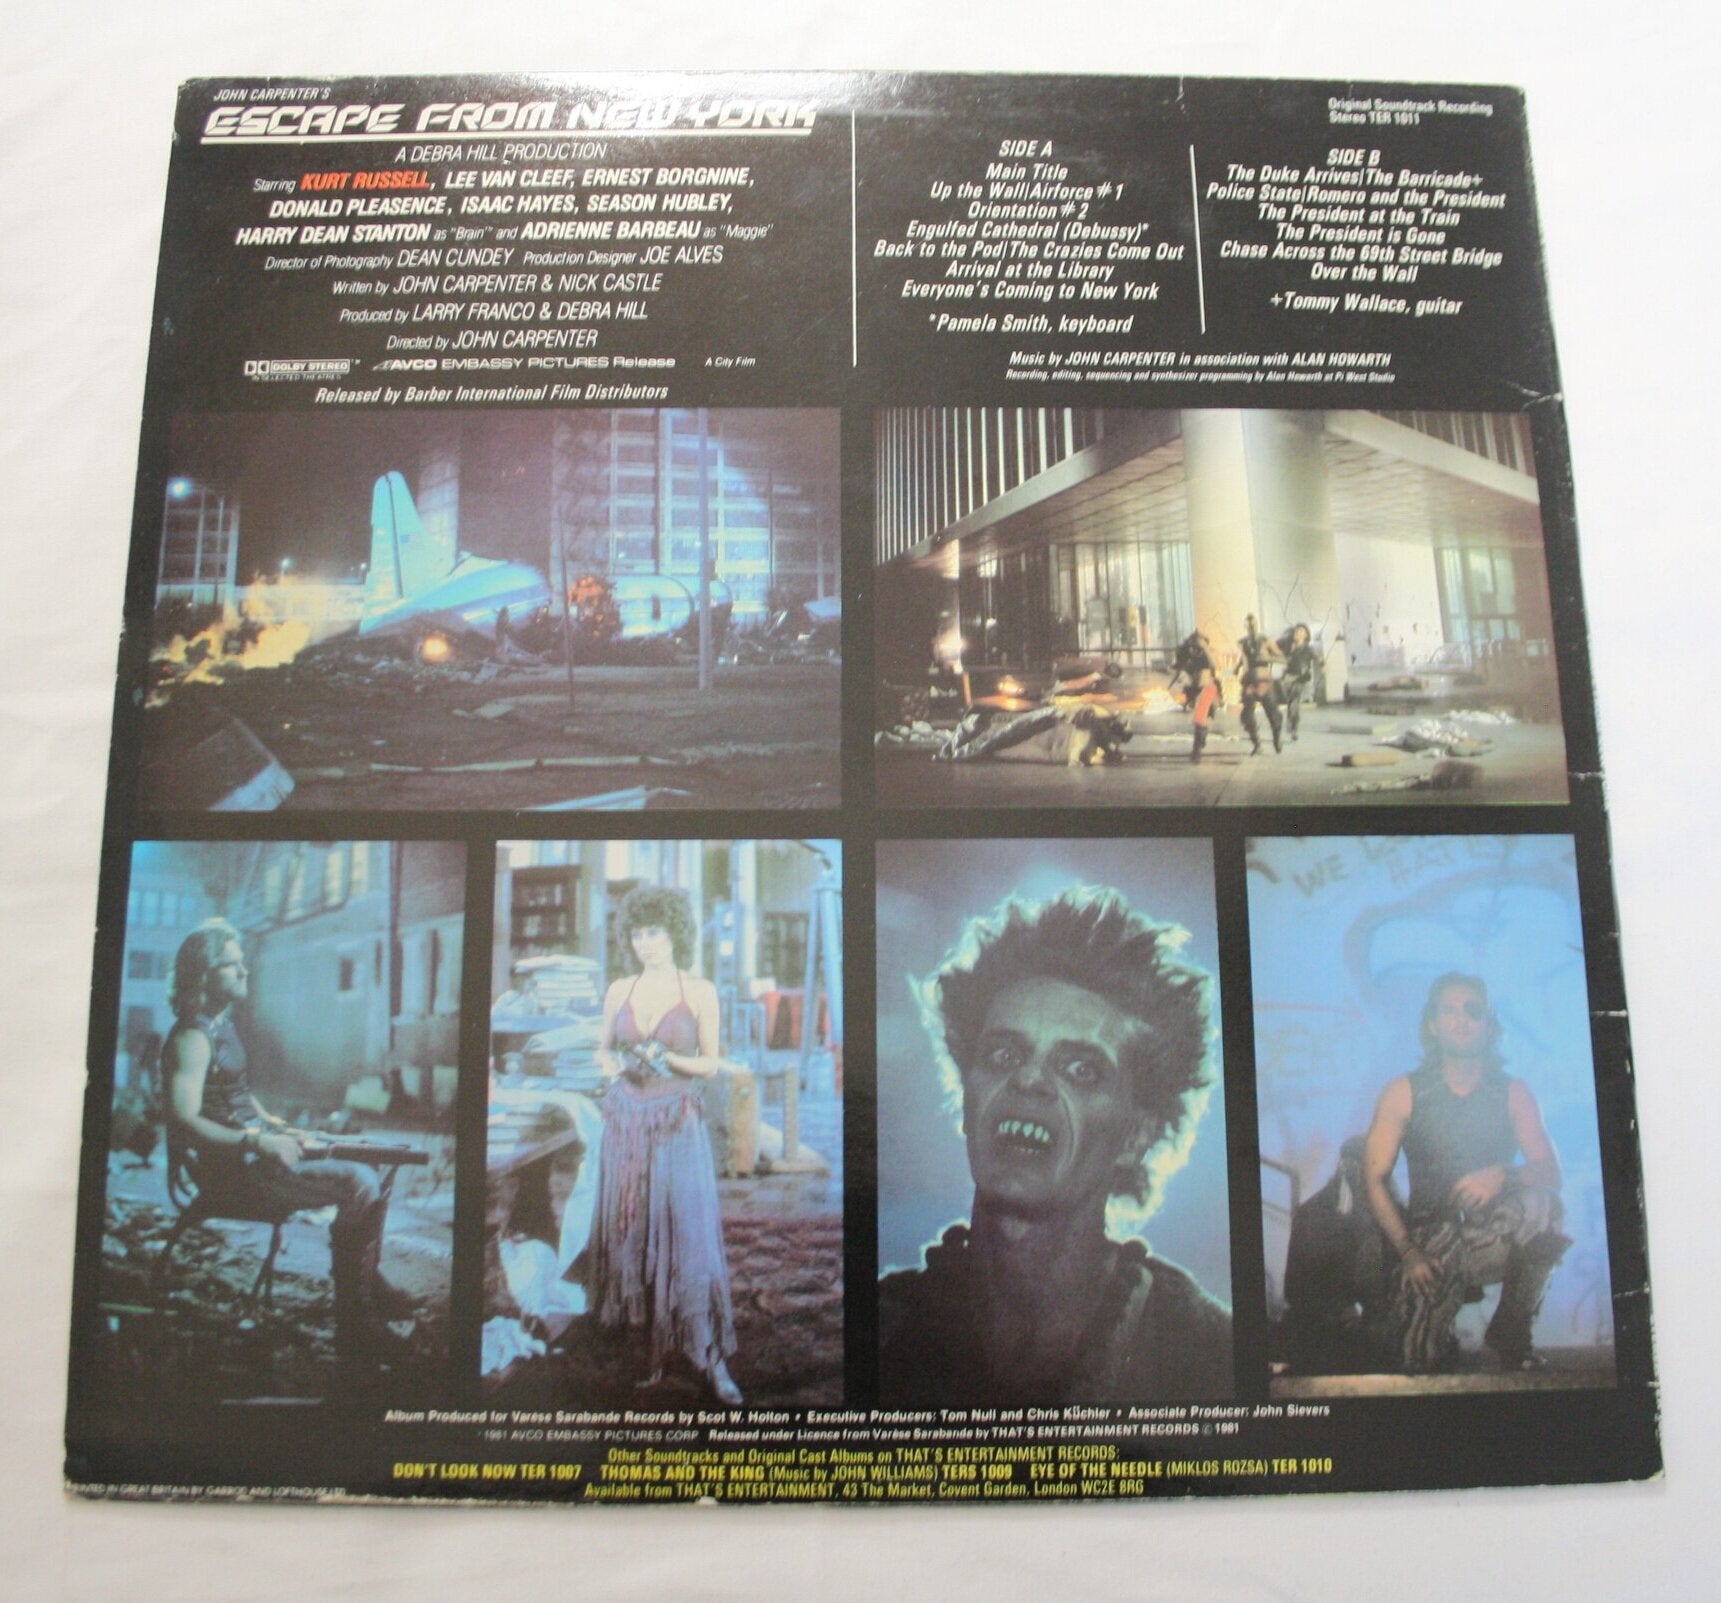 JOHN CARPENTER'S
ESCAPE FROM NEW YORK
A DEBRA HILL PRODUCTION
Starring KURT RUSSELL, LEE VAN CLEEF, ERNEST BORGNINE,
DONALD PLEASENCE, ISAAC HAYES, SEASON HUBLEY,
HARRY DEAN STANTON as "Brain" and ADRIENNE BARBEAU as "Maggie"
Director of Photography DEAN CUNDEY Production Designer JOE ALVES
Written by JOHN CARPENTER & NICK CASTLE
Produced by LARRY FRANCO & DEBRA HILL
Directed by JOHN CARPENTER
DOLBY STEREO ™ AVCO EMBASSY PICTURES Release A City Film
IN SELECTED THEATRES
Released by Barber International Film Distributors
SIDE A
Main Title
Up the Wall|Airforce #1
Orientation #2
Engulfed Cathedral (Debussy)*
Back to the Pod|The Crazies Come Out
Arrival at the Library
Everyone's Coming to New York
*Pamela Smith, keyboard
Original Soundtrack Recording
Stereo TER 1011
SIDE B
The Duke Arrives|The Barricade+
Police State|Romero and the President
The President at the Train
The President is Gone
Chase Across the 69th Street Bridge
Over the Wall
+Tommy Wallace, guitar
Music by JOHN CARPENTER in association with ALAN HOWARTH
Recording, editing, sequencing and synthesizer programming by Alan Howarth at Pi West Studio
WE
Album Produced for Varèse Sarabande Records by Scot W. Holton • Executive Producers: Tom Null and Chris Küchler • Associate Producer: John Sievers
1981 AVCO EMBASSY PICTURES CORP Released under Licence from Varèse Sarabande by THAT'S ENTERTAINMENT RECORDS © 1981
Other Soundtracks and Original Cast Albums on THAT'S ENTERTAINMENT RECORDS:
DON'T LOOK NOW TER 1007 THOMAS AND THE KING (Music by JOHN WILLIAMS) TERS 1009 EYE OF THE NEEDLE (MIKLOS ROZSA) TER 1010
Available from THAT'S ENTERTAINMENT, 43 The Market, Covent Garden, London WC2E 8RG
PRINTED IN GREAT BRITAIN BY GARROD AND LOFTHOUSE LTD